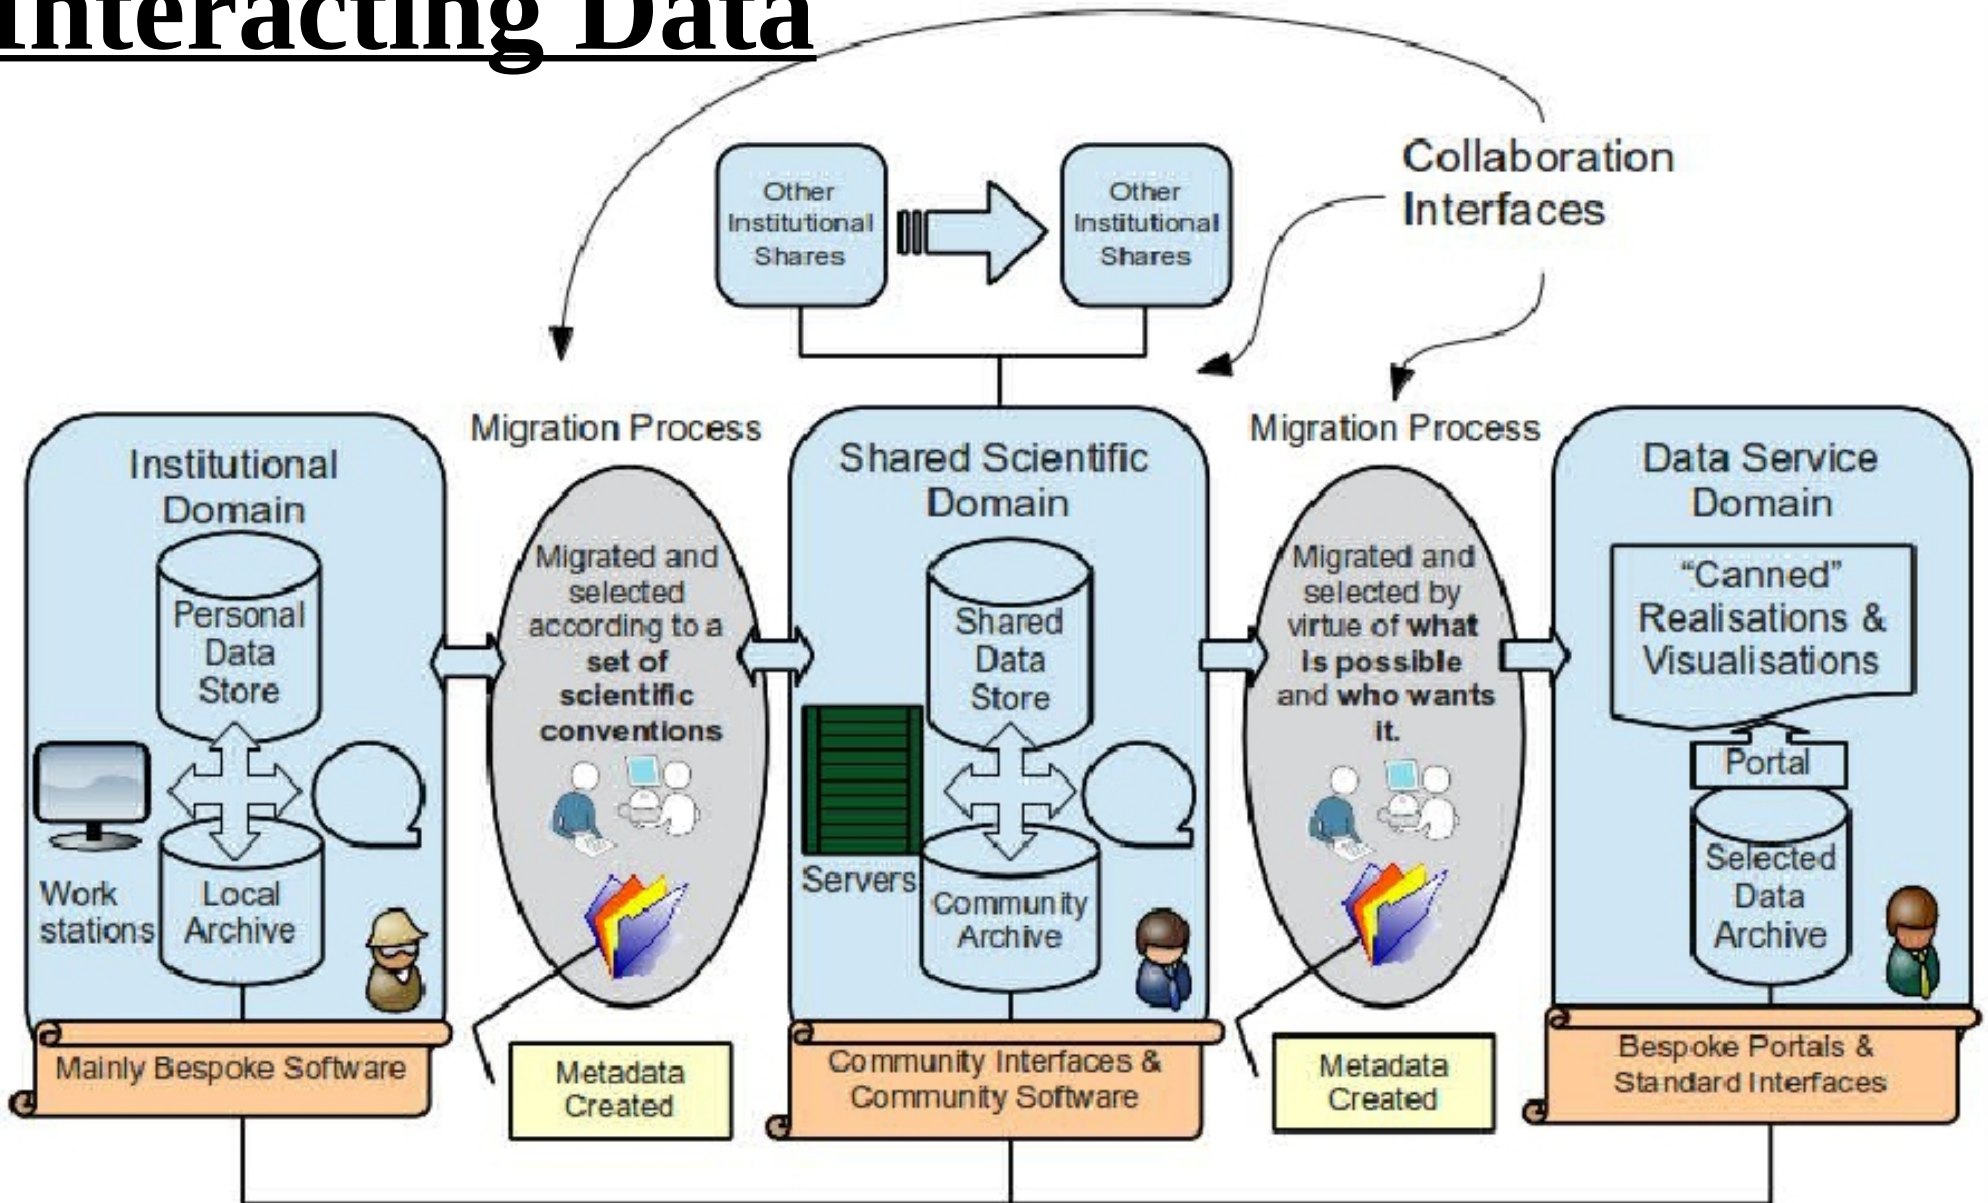 Interacting Data
Collaboration
Interfaces
Other
Institutional
Shares
Other
Institutional
Shares
Migration Process
Migration Process
Institutional
Domain
Personal
Data
Store
Work
stations
Local
Archive
Mainly Bespoke Software
Migrated and
selected
according to a
set of
scientific
conventions
Metadata
Created
Shared Scientific
Domain
Shared
Data
Store
Servers
Community
Archive
Community Interfaces &
Community Software
Migrated and
selected by
virtue of what
is possible
and who wants
it.
Metadata
Created
Data Service
Domain
“Canned”
Realisations &
Visualisations
Portal
Selected
Data
Archive
Bespoke Portals &
Standard Interfaces